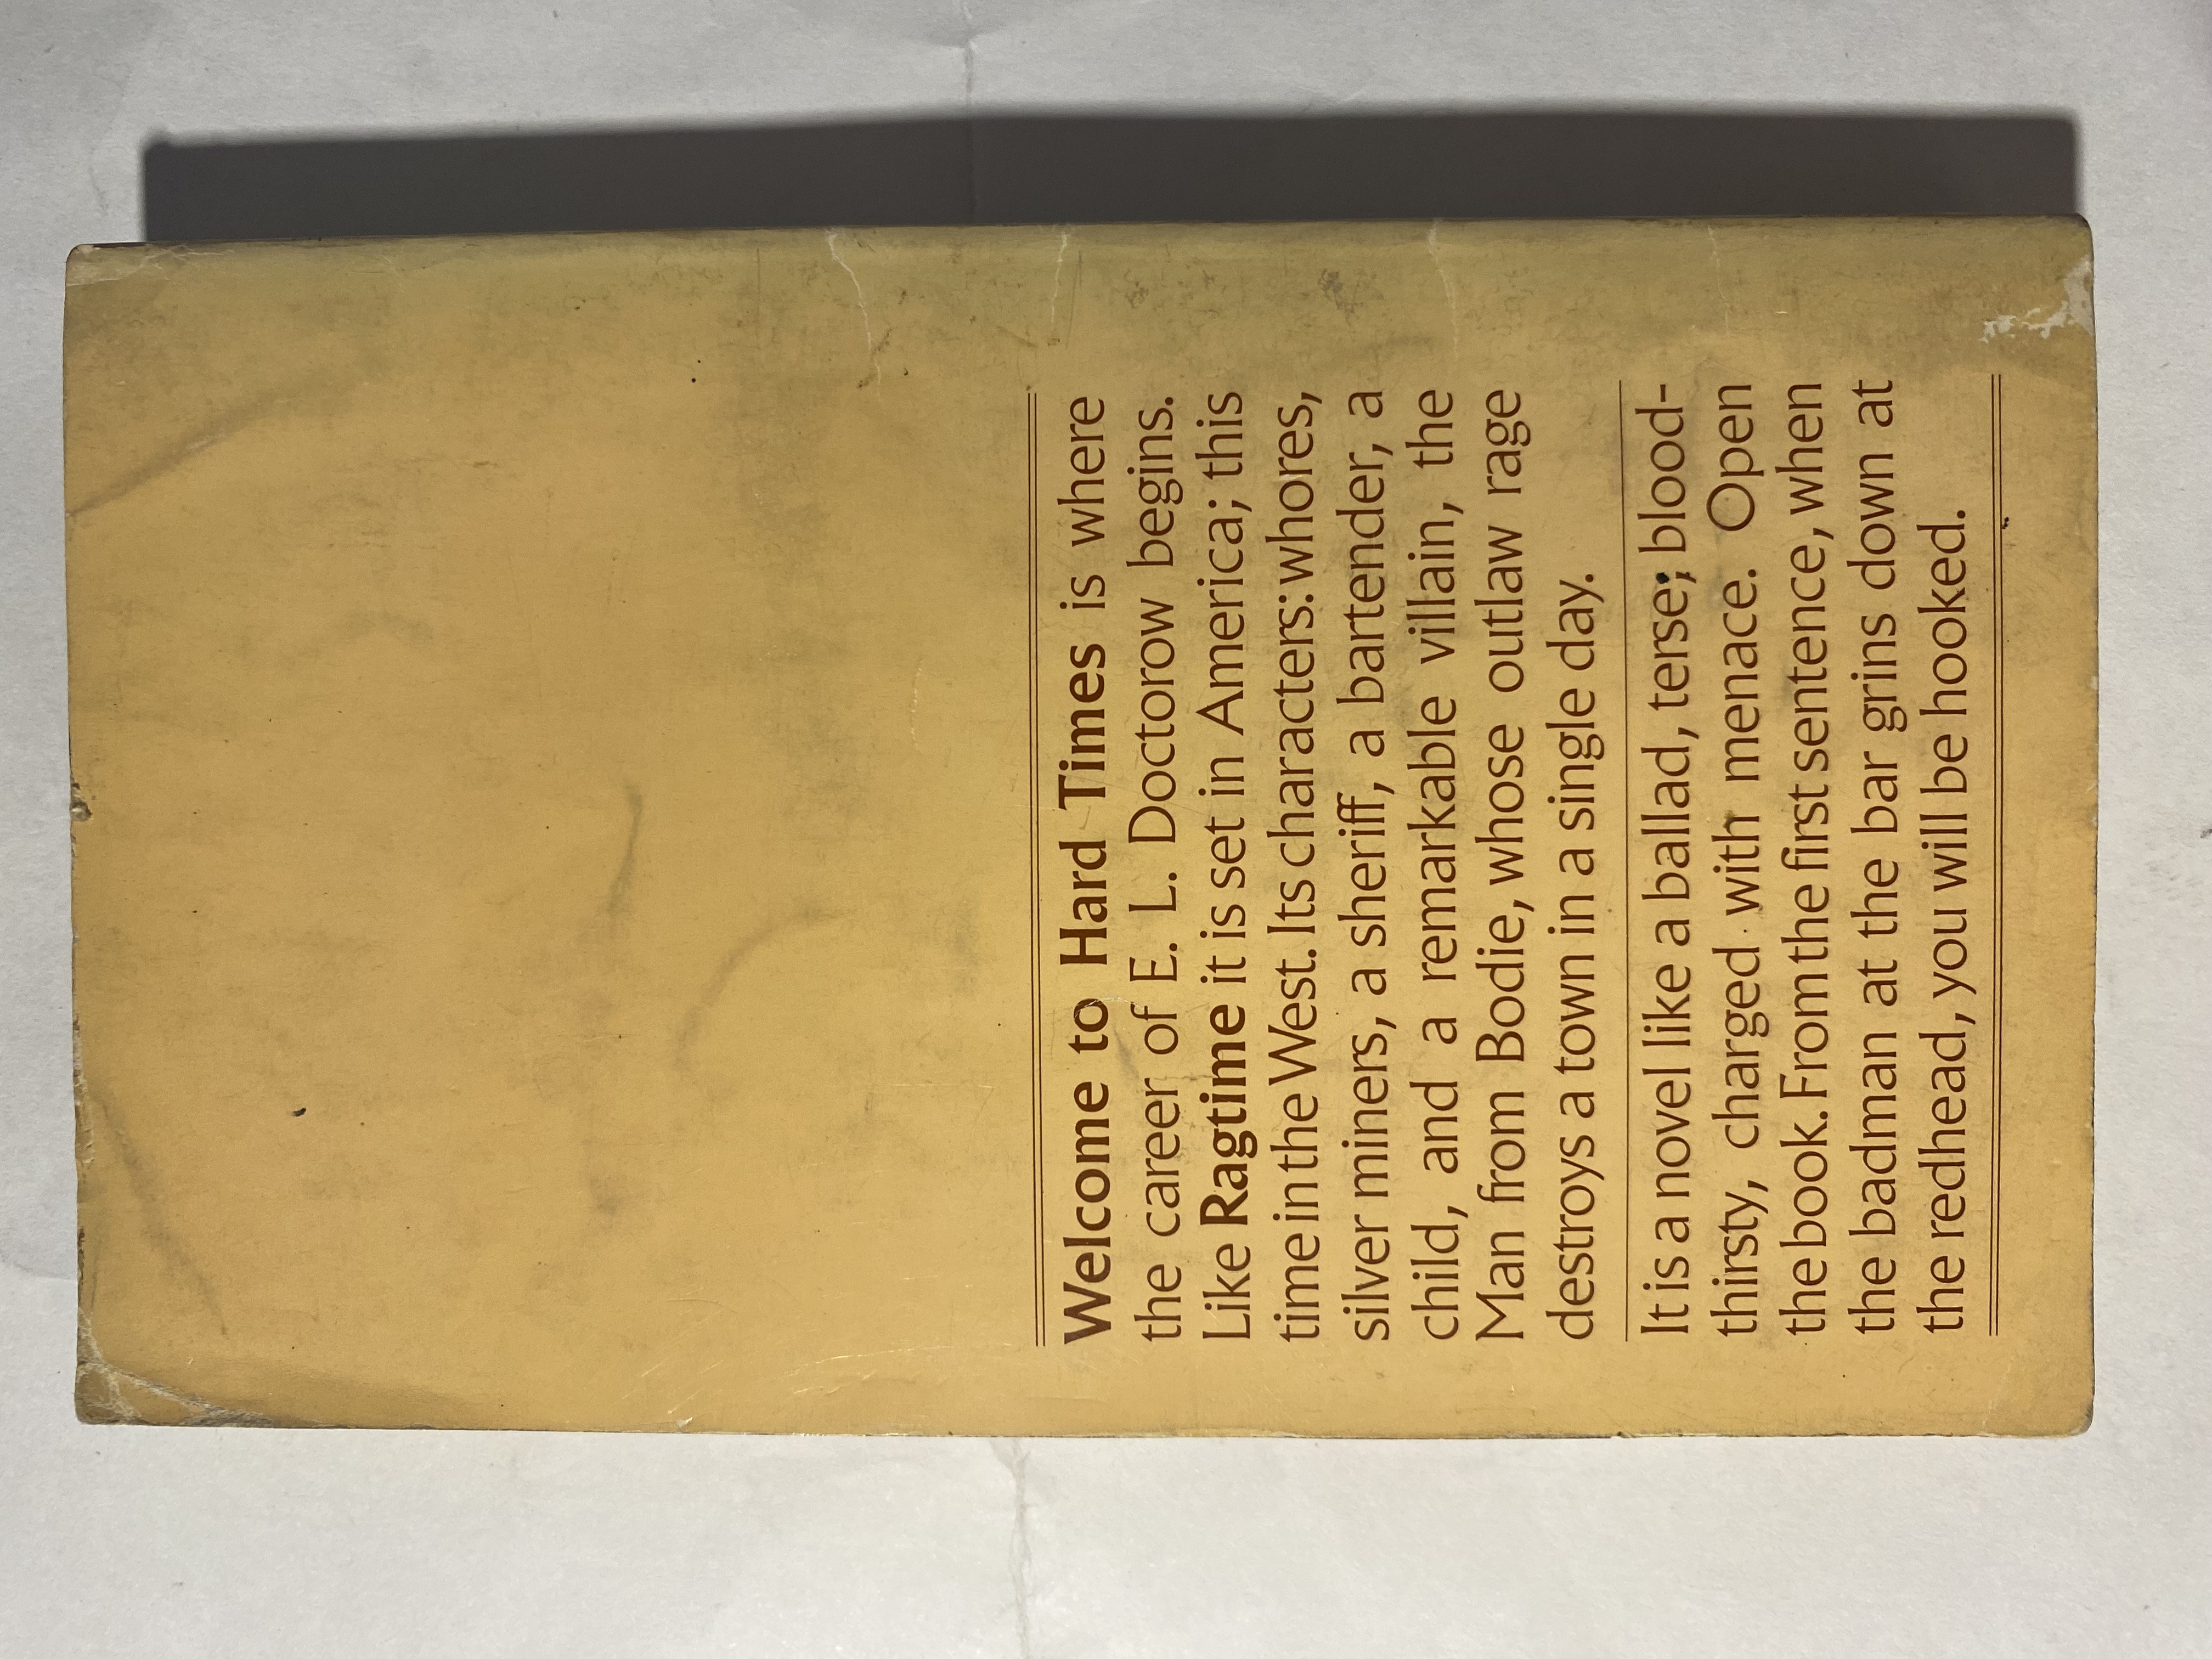 Welcome to Hard Times is where
the career of E. L. Doctorow begins.
Like Ragtime it is set in America; this
time in the West. Its characters: whores,
silver miners, a sheriff, a bartender, a
child, and a remarkable villain, the
Man from Bodie, whose outlaw rage
destroys a town in a single day.
It is a novel like a ballad, terse, blood-
thirsty, charged with menace. Open
the book. From the first sentence, when
the badman at the bar grins down at
the redhead, you will be hooked.